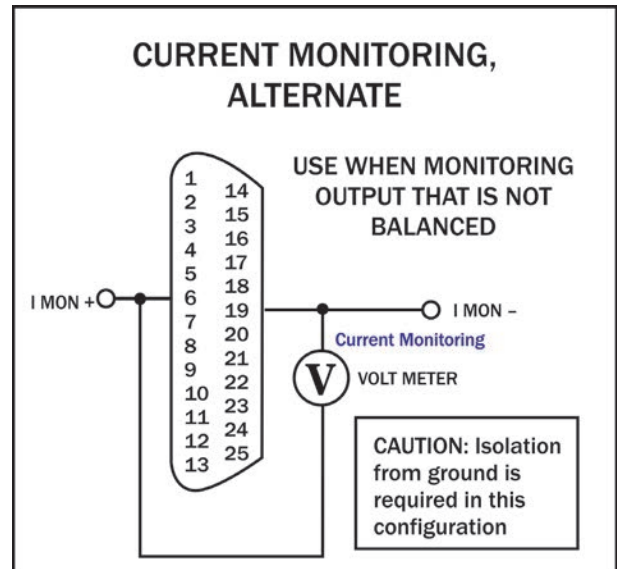 CURRENT MONITORING,
ALTERNATE
USE WHEN MONITORING
OUTPUT THAT IS NOT
BALANCED
1
2
3
4
5
6
7
8
9
10
11
12
13
14
15
16
17
18
19
20
21
22
23
24
25
I MON +
I MON –
Current Monitoring
V
VOLT METER
CAUTION: Isolation
from ground is
required in this
configuration